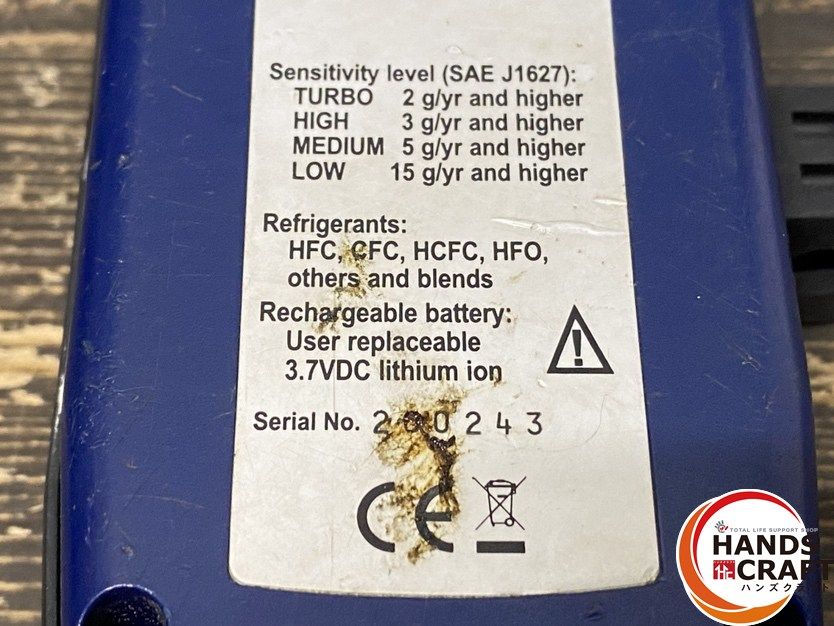 Sensitivity level (SAE J1627):
TURBO 2 g/yr and higher
HIGH 3 g/yr and higher
MEDIUM 5 g/yr and higher
LOW 15 g/yr and higher
Refrigerants:
HFC, CFC, HCFC, HFO,
others and blends
Rechargeable battery:
User replaceable
3.7VDC lithium ion
Serial No. 200243
CE
TOTAL LIFE SUPPORT SHOP
HANDS
CRAFT
ハンズクラフト